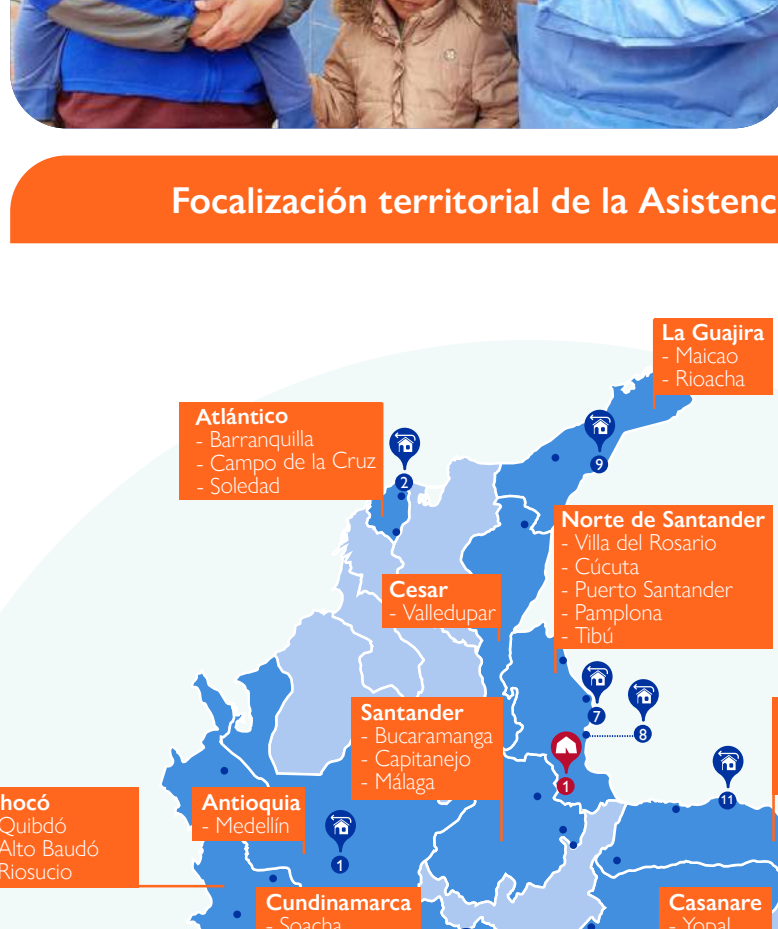 Focalización territorial de la Asistenc
La Guajira
- Maicao
- Rioacha
Atlántico
- Barranquilla
- Campo de la Cruz
- Soledad
2
9
Norte de Santander
- Villa del Rosario
- Cúcuta
- Puerto Santander
- Pamplona
- Tibú
Cesar
- Valledupar
7
8
Santander
- Bucaramanga
- Capitanejo
- Málaga
1
11
hocó
Quibdó
Alto Baudó
Riosucio
Antioquia
- Medellín
1
Cundinamarca
- Soacha
Casanare
- Yopal